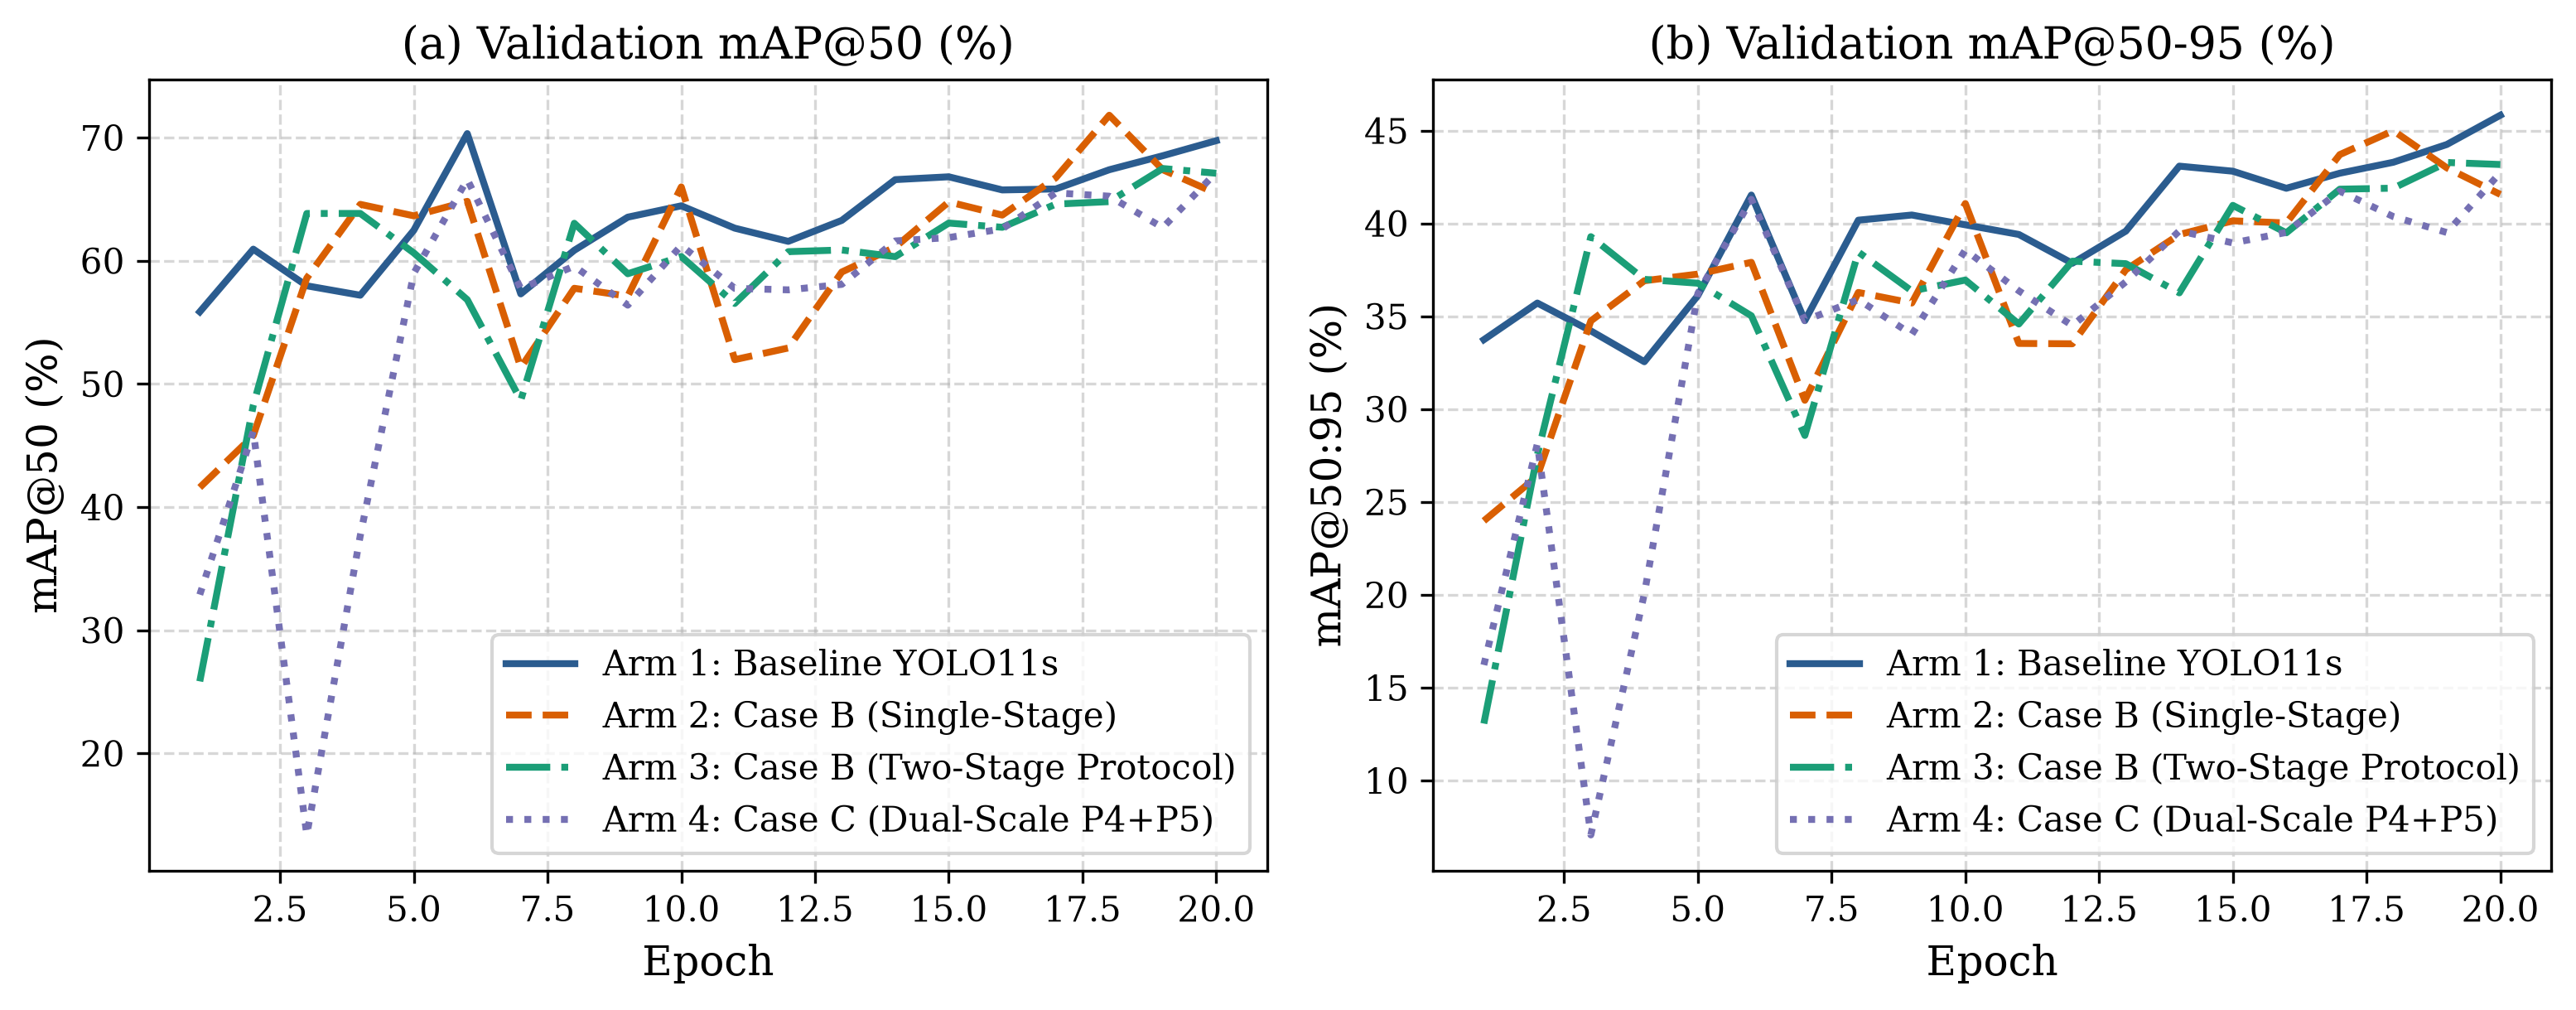 (a) Validation mAP@50 (%)
mAP@50 (%)
70
60
50
40
30
20
2.5 5.0 7.5 10.0 12.5 15.0 17.5 20.0
Epoch
Arm 1: Baseline YOLO11s
Arm 2: Case B (Single-Stage)
Arm 3: Case B (Two-Stage Protocol)
Arm 4: Case C (Dual-Scale P4+P5)
(b) Validation mAP@50-95 (%)
mAP@50:95 (%)
45
40
35
30
25
20
15
10
2.5 5.0 7.5 10.0 12.5 15.0 17.5 20.0
Epoch
Arm 1: Baseline YOLO11s
Arm 2: Case B (Single-Stage)
Arm 3: Case B (Two-Stage Protocol)
Arm 4: Case C (Dual-Scale P4+P5)